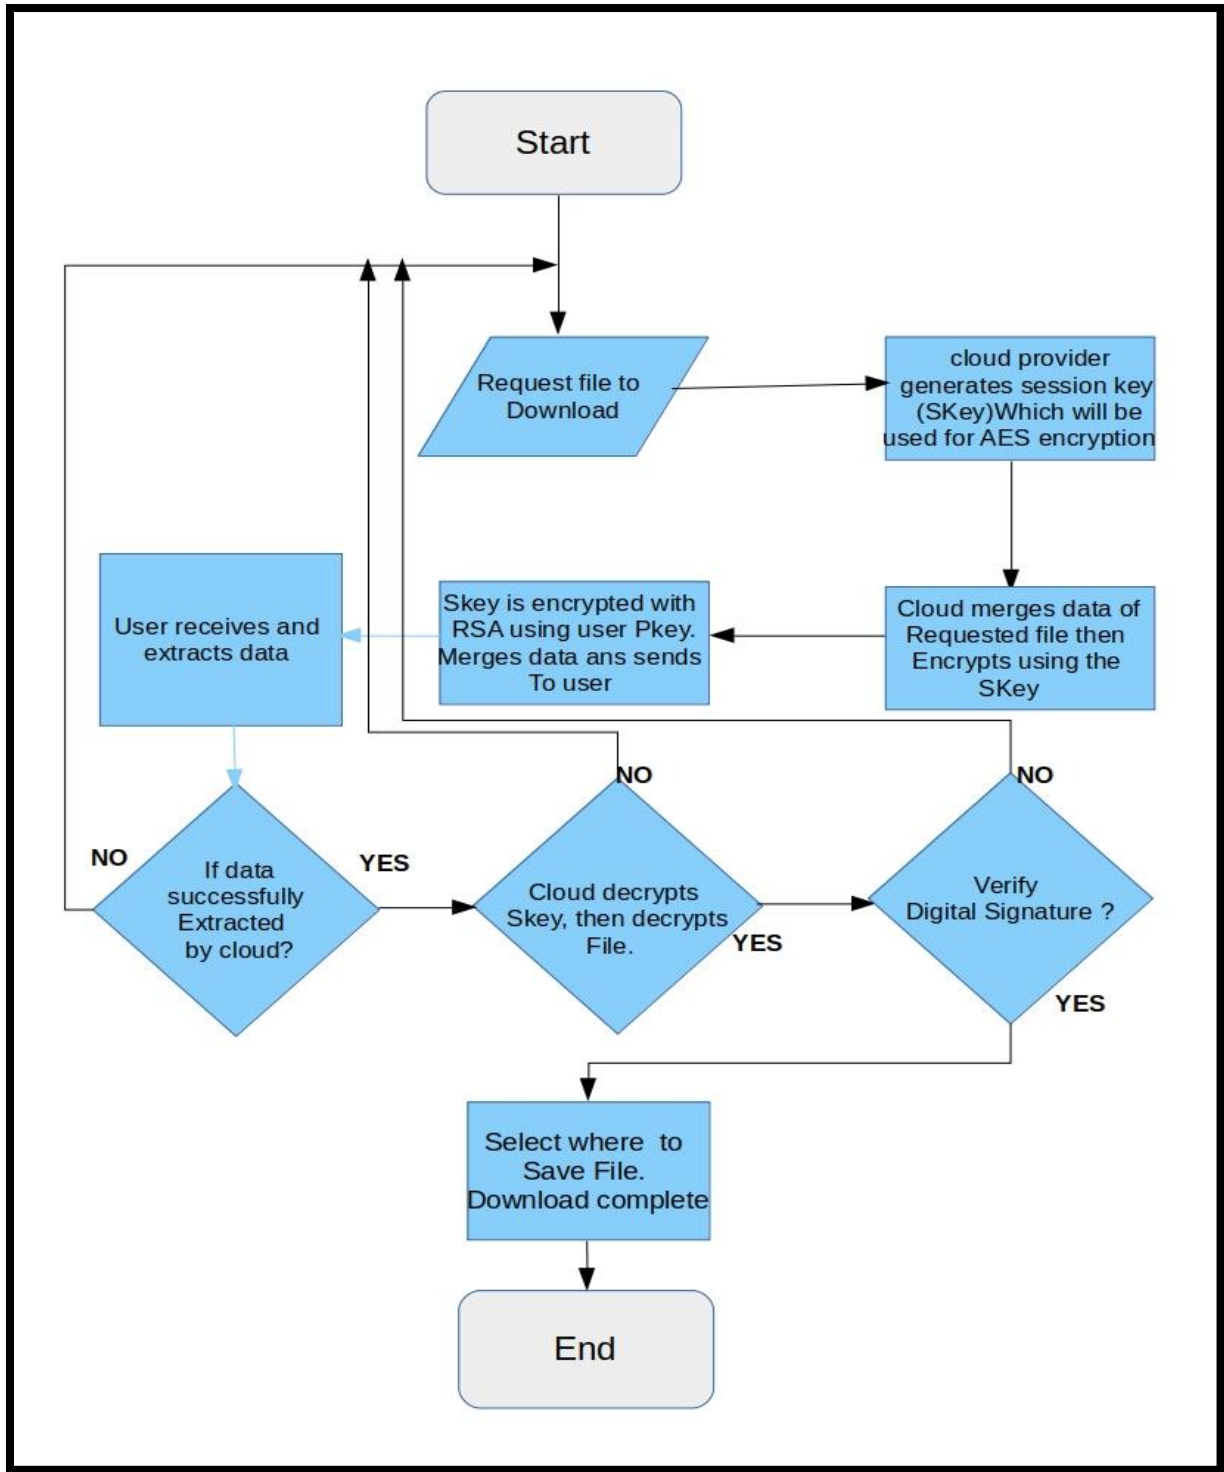 Start
Request file to
Download
cloud provider
generates session key
(SKey)Which will be
used for AES encryption
Cloud merges data of
Requested file then
Encrypts using the
SKey
Skey is encrypted with
RSA using user Pkey.
Merges data ans sends
To user
User receives and
extracts data
NO
If data
successfully
Extracted
by cloud?
YES
NO
Cloud decrypts
Skey, then decrypts
File.
YES
NO
Verify
Digital Signature ?
YES
Select where to
Save File.
Download complete
End